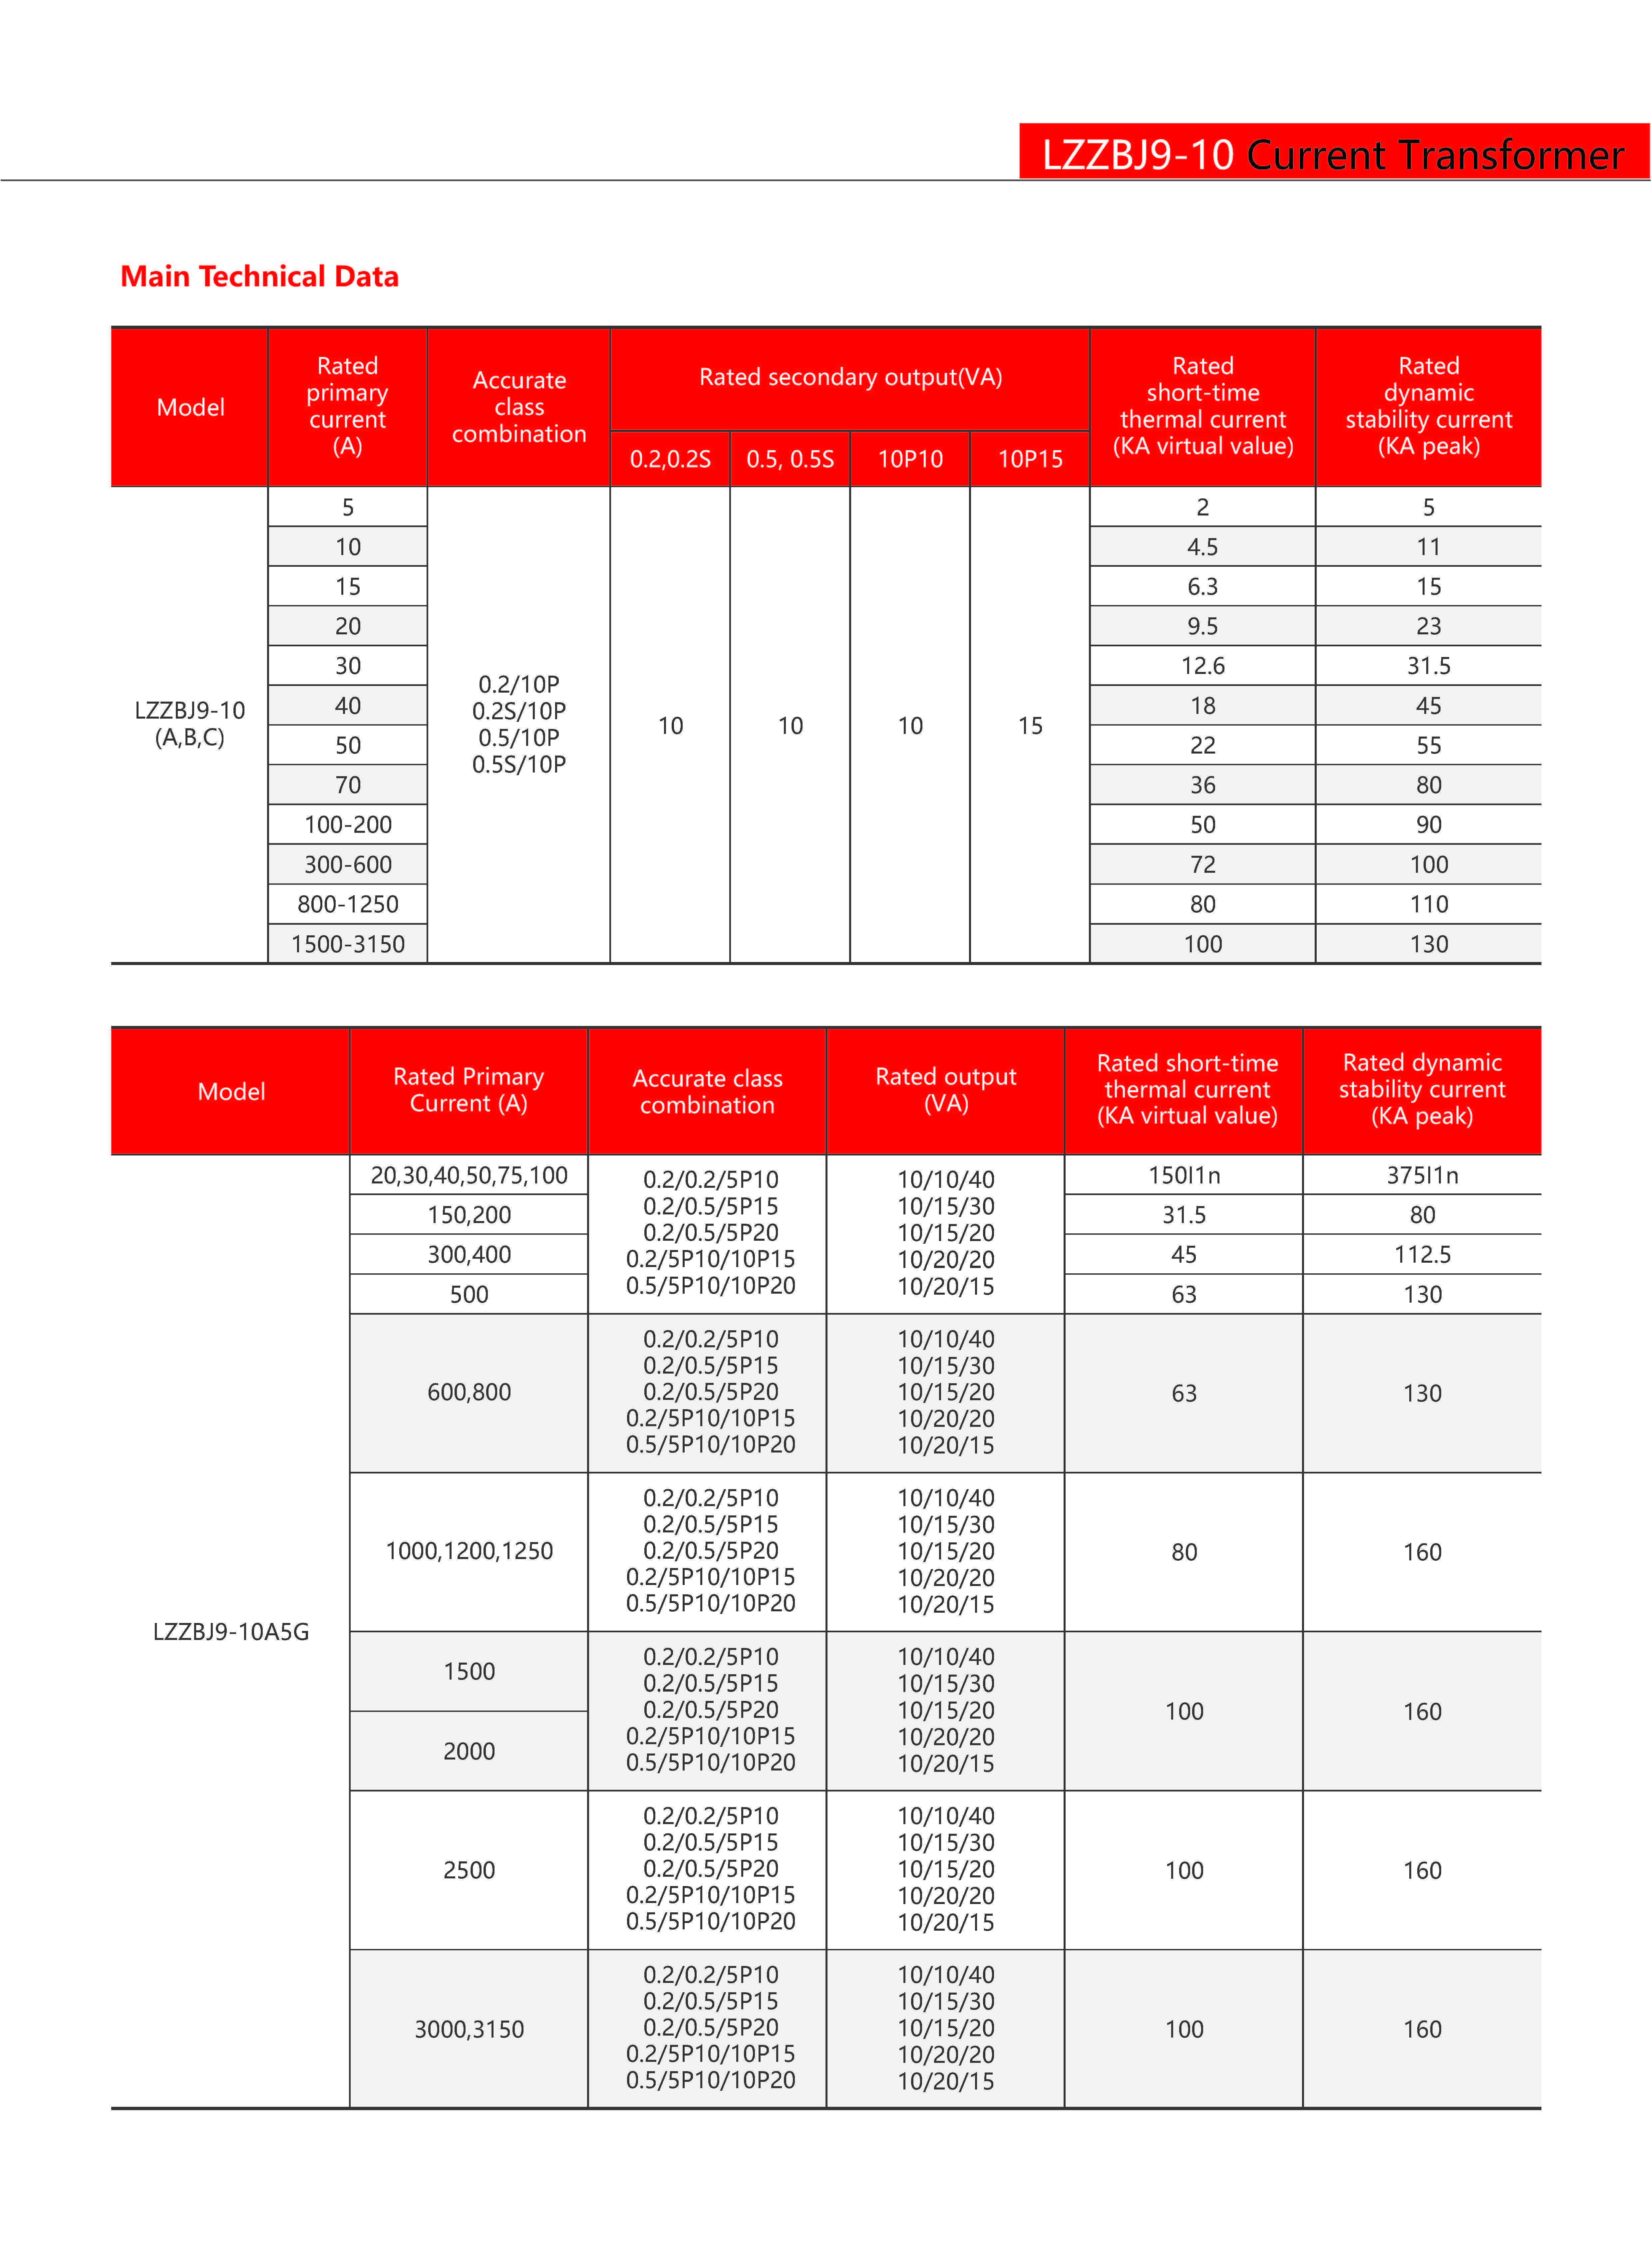 LZZBJ9-10 Current Transformer
Main Technical Data
Model
Rated
primary
current
(A)
Accurate
class
combination
Rated secondary output(VA)
0.2,0.2S
0.5, 0.5S
10P10
10P15
Rated
short-time
thermal current
(KA virtual value)
Rated
dynamic
stability current
(KA peak)
LZZBJ9-10
(A,B,C)
0.2/10P
0.2S/10P
0.5/10P
0.5S/10P
10
10
10
15
5 2 5
10 4.5 11
15 6.3 15
20 9.5 23
30 12.6 31.5
40 18 45
50 22 55
70 36 80
100-200 50 90
300-600 72 100
800-1250 80 110
1500-3150 100 130
Model
Rated Primary
Current (A)
Accurate class
combination
Rated output
(VA)
Rated short-time
thermal current
(KA virtual value)
Rated dynamic
stability current
(KA peak)
LZZBJ9-10A5G
20,30,40,50,75,100
150,200
300,400
500
0.2/0.2/5P10
0.2/0.5/5P15
0.2/0.5/5P20
0.2/5P10/10P15
0.5/5P10/10P20
10/10/40
10/15/30
10/15/20
10/20/20
10/20/15
150I1n 375I1n
31.5 80
45 112.5
63 130
600,800
0.2/0.2/5P10
0.2/0.5/5P15
0.2/0.5/5P20
0.2/5P10/10P15
0.5/5P10/10P20
10/10/40
10/15/30
10/15/20
10/20/20
10/20/15
63
130
1000,1200,1250
0.2/0.2/5P10
0.2/0.5/5P15
0.2/0.5/5P20
0.2/5P10/10P15
0.5/5P10/10P20
10/10/40
10/15/30
10/15/20
10/20/20
10/20/15
80
160
1500
2000
0.2/0.2/5P10
0.2/0.5/5P15
0.2/0.5/5P20
0.2/5P10/10P15
0.5/5P10/10P20
10/10/40
10/15/30
10/15/20
10/20/20
10/20/15
100
160
2500
0.2/0.2/5P10
0.2/0.5/5P15
0.2/0.5/5P20
0.2/5P10/10P15
0.5/5P10/10P20
10/10/40
10/15/30
10/15/20
10/20/20
10/20/15
100
160
3000,3150
0.2/0.2/5P10
0.2/0.5/5P15
0.2/0.5/5P20
0.2/5P10/10P15
0.5/5P10/10P20
10/10/40
10/15/30
10/15/20
10/20/20
10/20/15
100
160